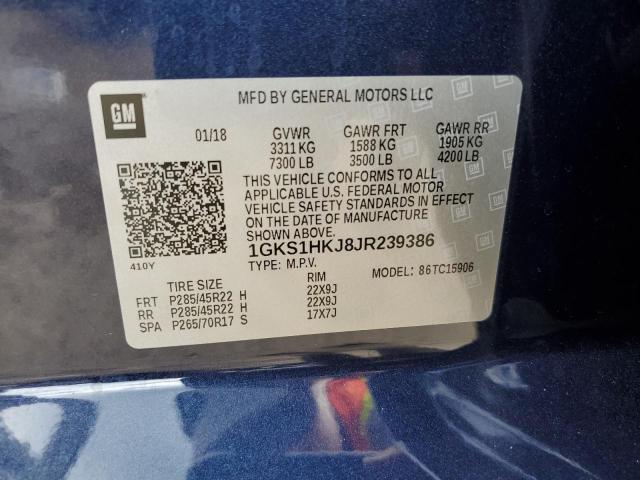 GM
MFD BY GENERAL MOTORS LLC
01/18 GVWR GAWR FRT GAWR RR
3311 KG 1588 KG 1905 KG
7300 LB 3500 LB 4200 LB
THIS VEHICLE CONFORMS TO ALL
APPLICABLE U.S. FEDERAL MOTOR
VEHICLE SAFETY STANDARDS IN EFFECT
ON THE DATE OF MANUFACTURE
SHOWN ABOVE.
1GKS1HKJ8JR239386
410Y TYPE: M.P.V. MODEL: 86TC15906
TIRE SIZE RIM
FRT P285/45R22 H 22X9J
RR P285/45R22 H 22X9J
SPA P265/70R17 S 17X7J